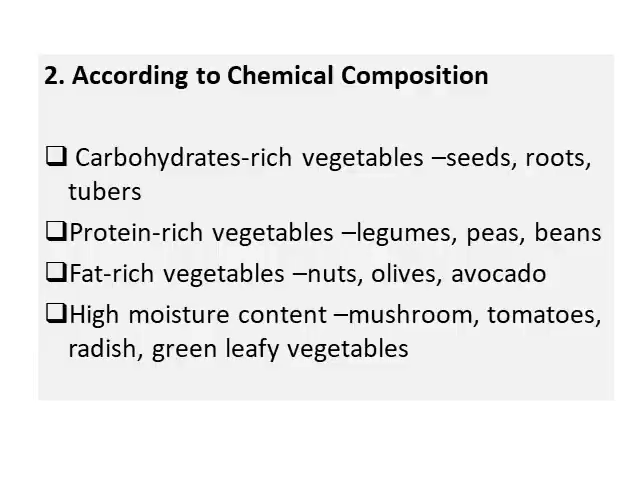 2. According to Chemical Composition
❑ Carbohydrates-rich vegetables –seeds, roots,
tubers
❑Protein-rich vegetables –legumes, peas, beans
❑Fat-rich vegetables –nuts, olives, avocado
❑High moisture content –mushroom, tomatoes,
radish, green leafy vegetables